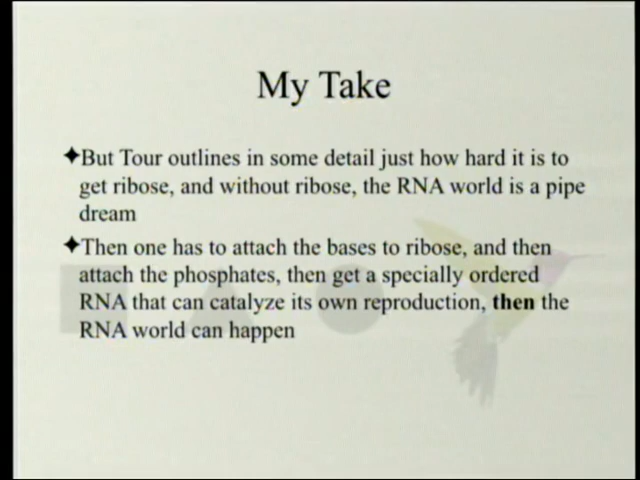 My Take
✦But Tour outlines in some detail just how hard it is to
get ribose, and without ribose, the RNA world is a pipe
dream
✦Then one has to attach the bases to ribose, and then
attach the phosphates, then get a specially ordered
RNA that can catalyze its own reproduction, then the
RNA world can happen